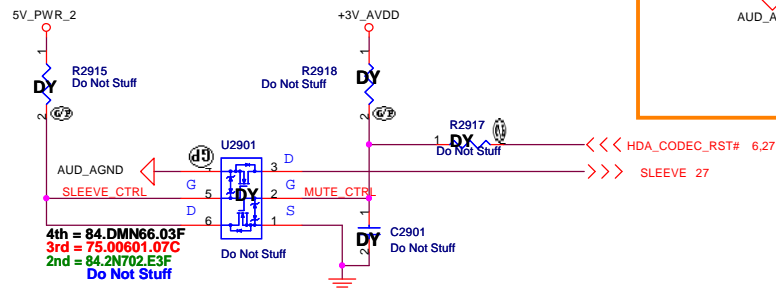 5V_PWR_2
+3V_AVDD
AUD_A
1
R2915
DY
Do Not Stuff
2
G/P
1
R2918
DY
Do Not Stuff
2
G/P
R2917
1
DY
Do Not Stuff
HDA_CODEC_RST# 6,27
SLEEVE 27
GP
U2901
AUD_AGND
3
D
SLEEVE_CTRL
G
5
DY
2
G
MUTE_CTRL
D
6
1
S
Do Not Stuff
1
C2901
DY
2
Do Not Stuff
4th = 84.DMN66.03F
3rd = 75.00601.07C
2nd = 84.2N702.E3F
Do Not Stuff